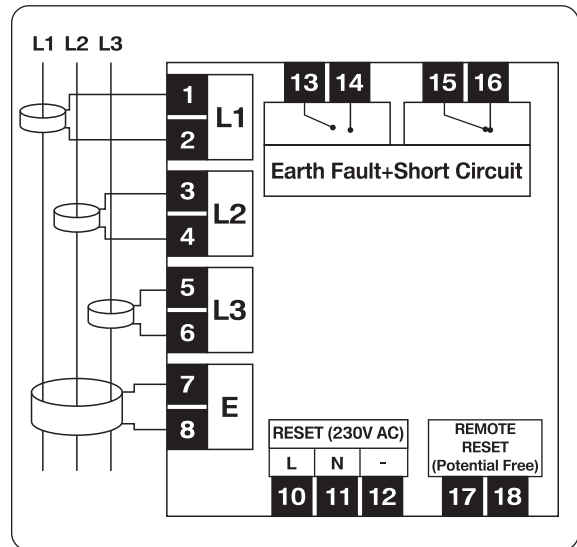 L1 L2 L3
13 14 15 16
1
2
L1
Earth Fault+Short Circuit
3
4
L2
5
6
L3
7
8
E
RESET (230V AC)
L N -
10 11 12
REMOTE
RESET
(Potential Free)
17 18